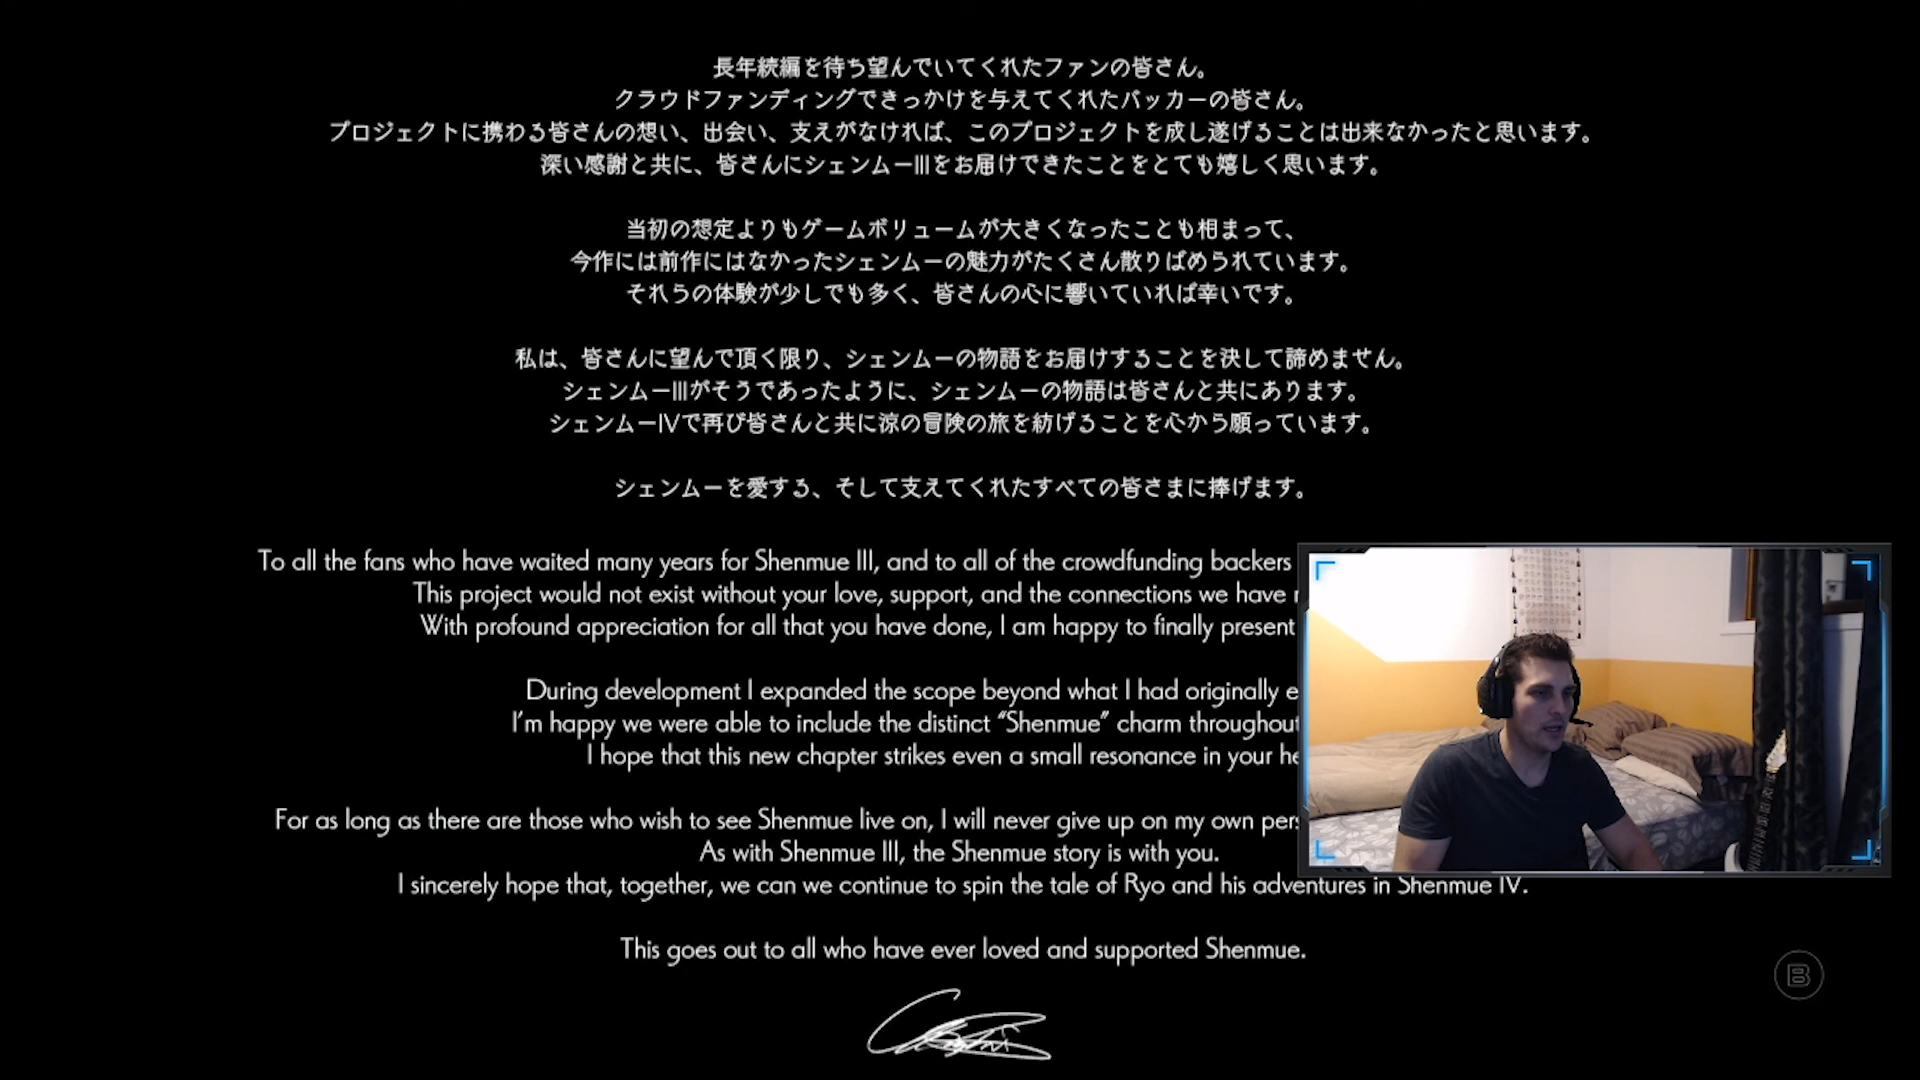 長年続編を待ち望んでいてくれたファンの皆さん。
クラウドファンディングできっかけを与えてくれたバッカーの皆さん。
プロジェクトに携わる皆さんの想い、出会い、支えがなければ、このプロジェクトを成し遂げることは出来なかったと思います。
深い感謝と共に、皆さんにシェンムーIIIをお届けできたことをとても嬉しく思います。
当初の想定よりもゲームボリュームが大きくなったことも相まって、
今作には前作にはなかったシェンムーの魅力がたくさん散りばめられています。
それらの体験が少しでも多く、皆さんの心に響いていれば幸いです。
私は、皆さんに望んで頂く限り、シェンムーの物語をお届けすることを決して諦めません。
シェンムーIIIがそうであったように、シェンムーの物語は皆さんと共にあります。
シェンムーIVで再び皆さんと共に涼の冒険の旅を紡げることを心から願っています。
シェンムーを愛する、そして支えてくれたすべての皆さまに捧げます。
To all the fans who have waited many years for Shenmue III, and to all of the crowdfunding backers
This project would not exist without your love, support, and the connections we have
With profound appreciation for all that you have done, I am happy to finally present
During development I expanded the scope beyond what I had originally
I'm happy we were able to include the distinct "Shenmue" charm throughout
I hope that this new chapter strikes even a small resonance in your
For as long as there are those who wish to see Shenmue live on, I will never give up on my own
As with Shenmue III, the Shenmue story is with you.
I sincerely hope that, together, we can we continue to spin the tale of Ryo and his adventures in Shenmue IV.
This goes out to all who have ever loved and supported Shenmue.
B